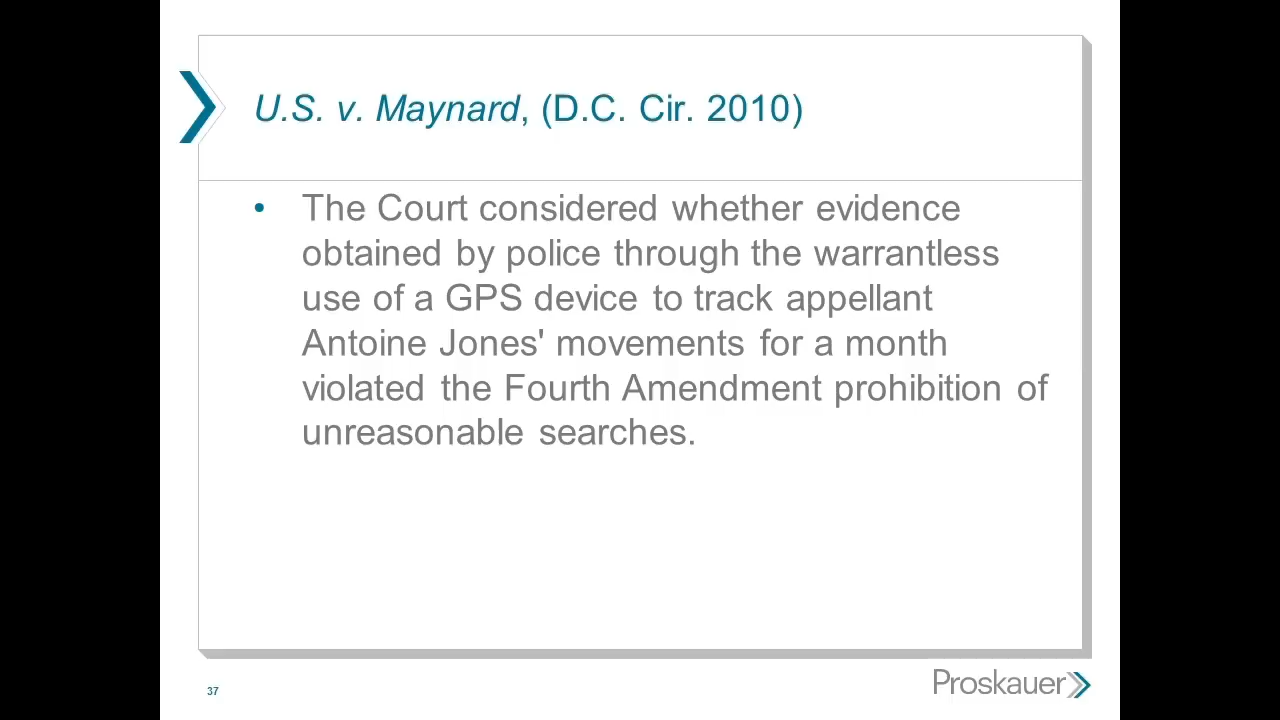 U.S. v. Maynard, (D.C. Cir. 2010)
• The Court considered whether evidence
obtained by police through the warrantless
use of a GPS device to track appellant
Antoine Jones' movements for a month
violated the Fourth Amendment prohibition of
unreasonable searches.
37
Proskauer